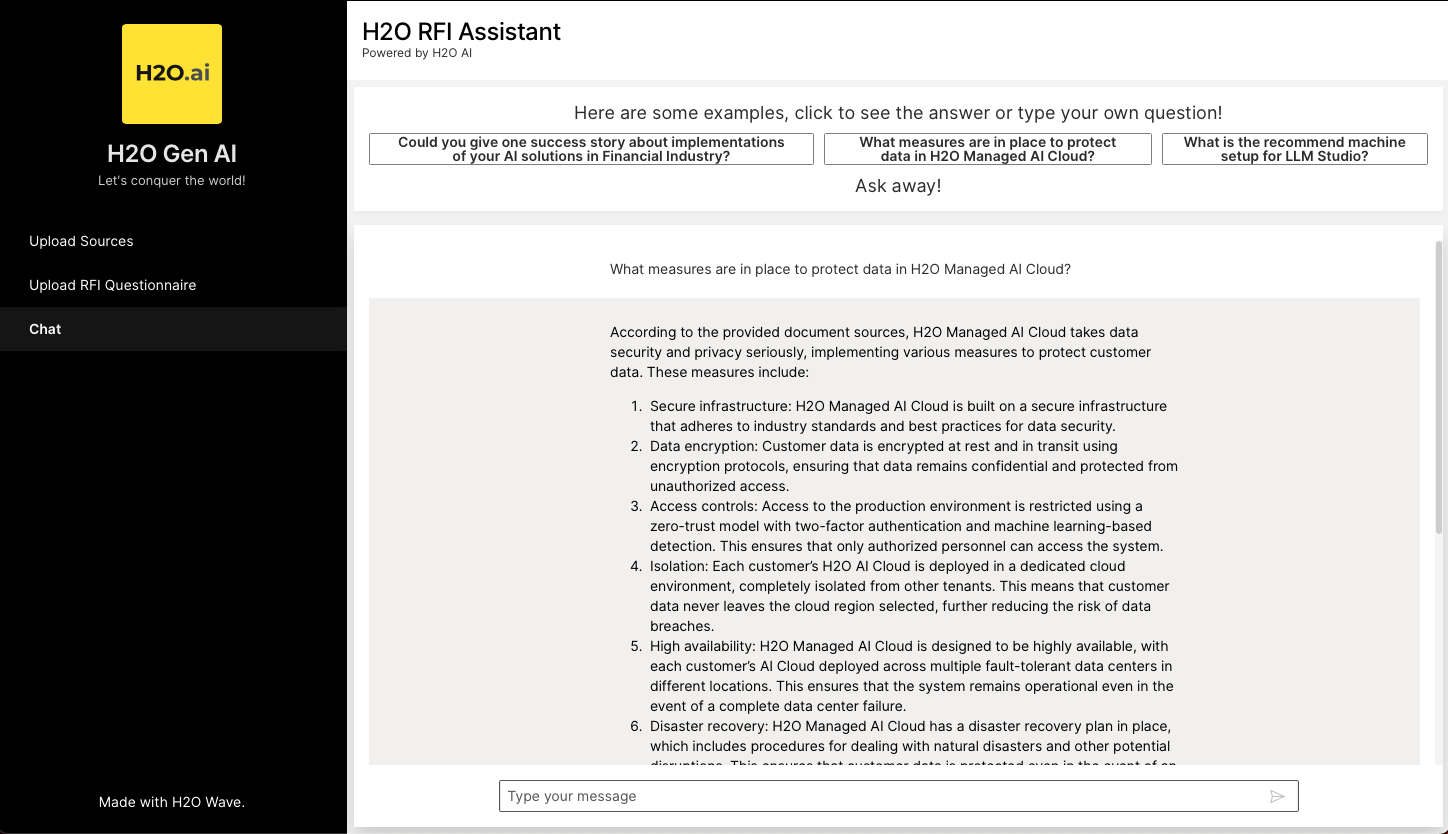 H2O.ai
H2O Gen AI
Let's conquer the world!
Upload Sources
Upload RFI Questionnaire
Chat
Made with H2O Wave.
H2O RFI Assistant
Powered by H2O AI
Here are some examples, click to see the answer or type your own question!
Could you give one success story about implementations
of your AI solutions in Financial Industry?
What measures are in place to protect
data in H2O Managed AI Cloud?
What is the recommend machine
setup for LLM Studio?
Ask away!
What measures are in place to protect data in H2O Managed AI Cloud?
According to the provided document sources, H2O Managed AI Cloud takes data
security and privacy seriously, implementing various measures to protect customer
data. These measures include:
1. Secure infrastructure: H2O Managed AI Cloud is built on a secure infrastructure
that adheres to industry standards and best practices for data security.
2. Data encryption: Customer data is encrypted at rest and in transit using
encryption protocols, ensuring that data remains confidential and protected from
unauthorized access.
3. Access controls: Access to the production environment is restricted using a
zero-trust model with two-factor authentication and machine learning-based
detection. This ensures that only authorized personnel can access the system.
4. Isolation: Each customer’s H2O AI Cloud is deployed in a dedicated cloud
environment, completely isolated from other tenants. This means that customer
data never leaves the cloud region selected, further reducing the risk of data
breaches.
5. High availability: H2O Managed AI Cloud is designed to be highly available, with
each customer’s AI Cloud deployed across multiple fault-tolerant data centers in
different locations. This ensures that the system remains operational even in the
event of a complete data center failure.
6. Disaster recovery: H2O Managed AI Cloud has a disaster recovery plan in place,
which includes procedures for dealing with natural disasters and other potential
disruptions. This ensures that customer data is protected even in the event of an
Type your message